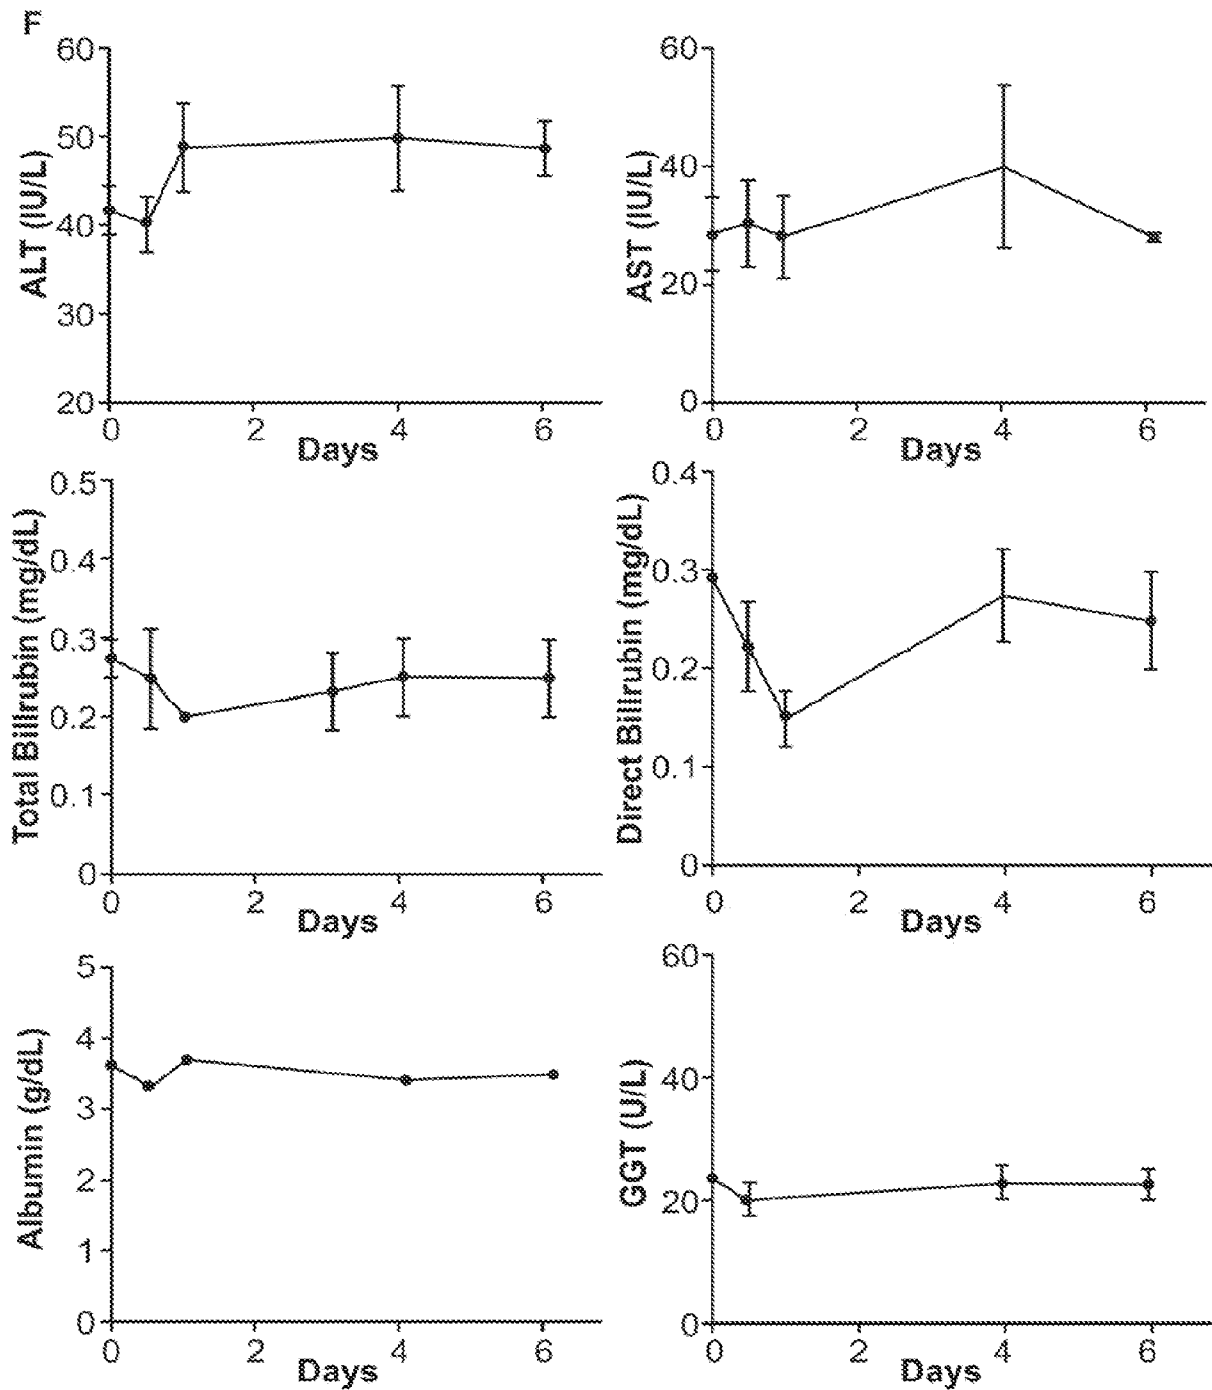 F
60
50
40
30
20
ALT (IU/L)
0 2 4 6
Days
60
40
20
0
AST (IU/L)
0 2 4 6
Days
0.5
0.4
0.3
0.2
0.1
0
Total Billrubin (mg/dL)
0 2 4 6
Days
0.4
0.3
0.2
0.1
0
Direct Billrubin (mg/dL)
0 2 4 6
Days
5
4
3
2
1
0
Albumin (g/dL)
0 2 4 6
Days
60
40
20
0
GGT (U/L)
0 2 4 6
Days